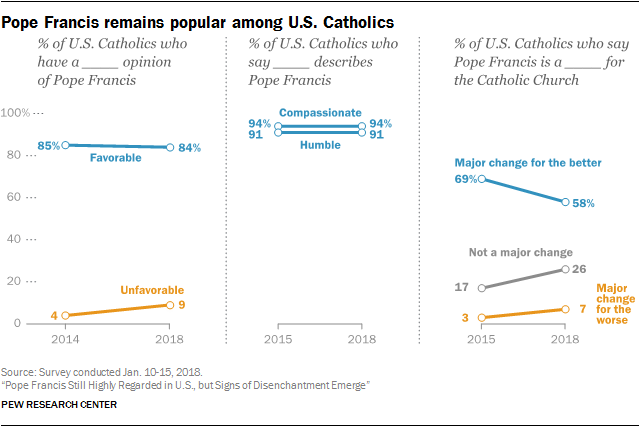 Pope Francis remains popular among U.S. Catholics
% of U.S. Catholics who
have a ____ opinion
of Pope Francis
% of U.S. Catholics who
say ____ describes
Pope Francis
% of U.S. Catholics who say
Pope Francis is a ____ for
the Catholic Church
100%
80
60
40
20
0
85%
84%
Favorable
Unfavorable
4
9
2014
2018
Compassionate
94%
94%
91
91
Humble
2015
2018
Major change for the better
69%
58%
Not a major change
17
26
Major
change
for the
worse
3
7
2015
2018
Source: Survey conducted Jan. 10-15, 2018.
“Pope Francis Still Highly Regarded in U.S., but Signs of Disenchantment Emerge”
PEW RESEARCH CENTER